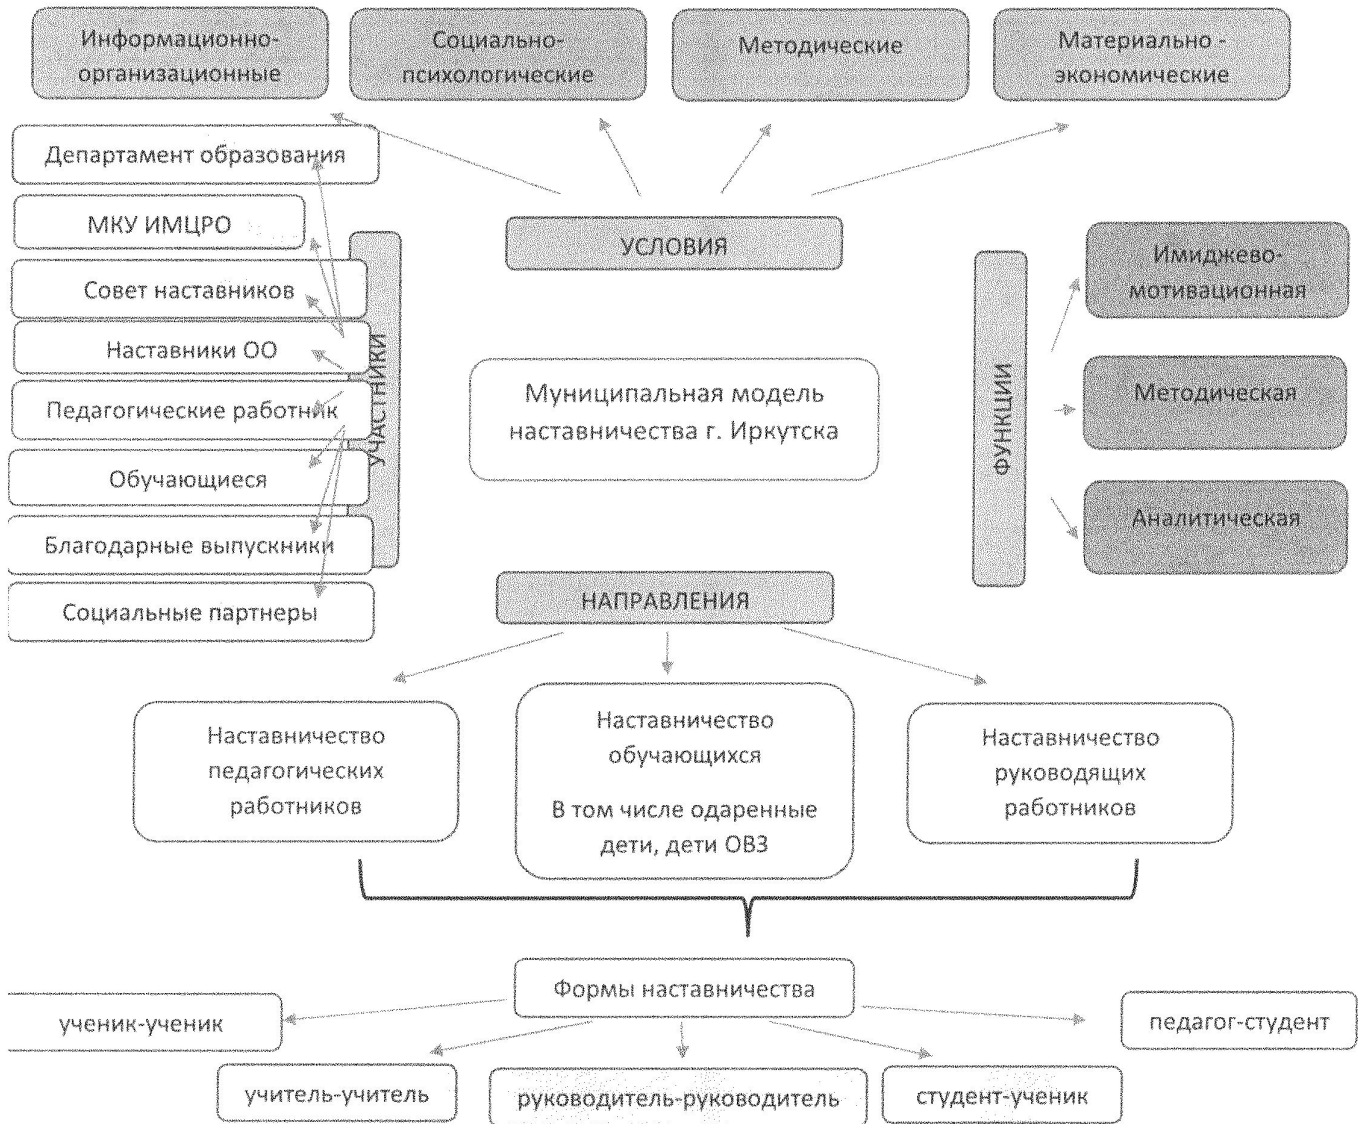 Информационно-
организационные
Социально-
психологические
Методические
Материально -
экономические
Департамент образования
МКУ ИМЦРО
Совет наставников
Наставники ОО
Педагогические работник
Обучающиеся
Благодарные выпускники
Социальные партнеры
УЧАСТНИКИ
УСЛОВИЯ
Муниципальная модель
наставничества г. Иркутска
ФУНКЦИИ
Имиджево-
мотивационная
Методическая
Аналитическая
НАПРАВЛЕНИЯ
Наставничество
педагогических
работников
Наставничество
обучающихся
В том числе одаренные
дети, дети ОВЗ
Наставничество
руководящих
работников
Формы наставничества
ученик-ученик
учитель-учитель
руководитель-руководитель
студент-ученик
педагог-студент